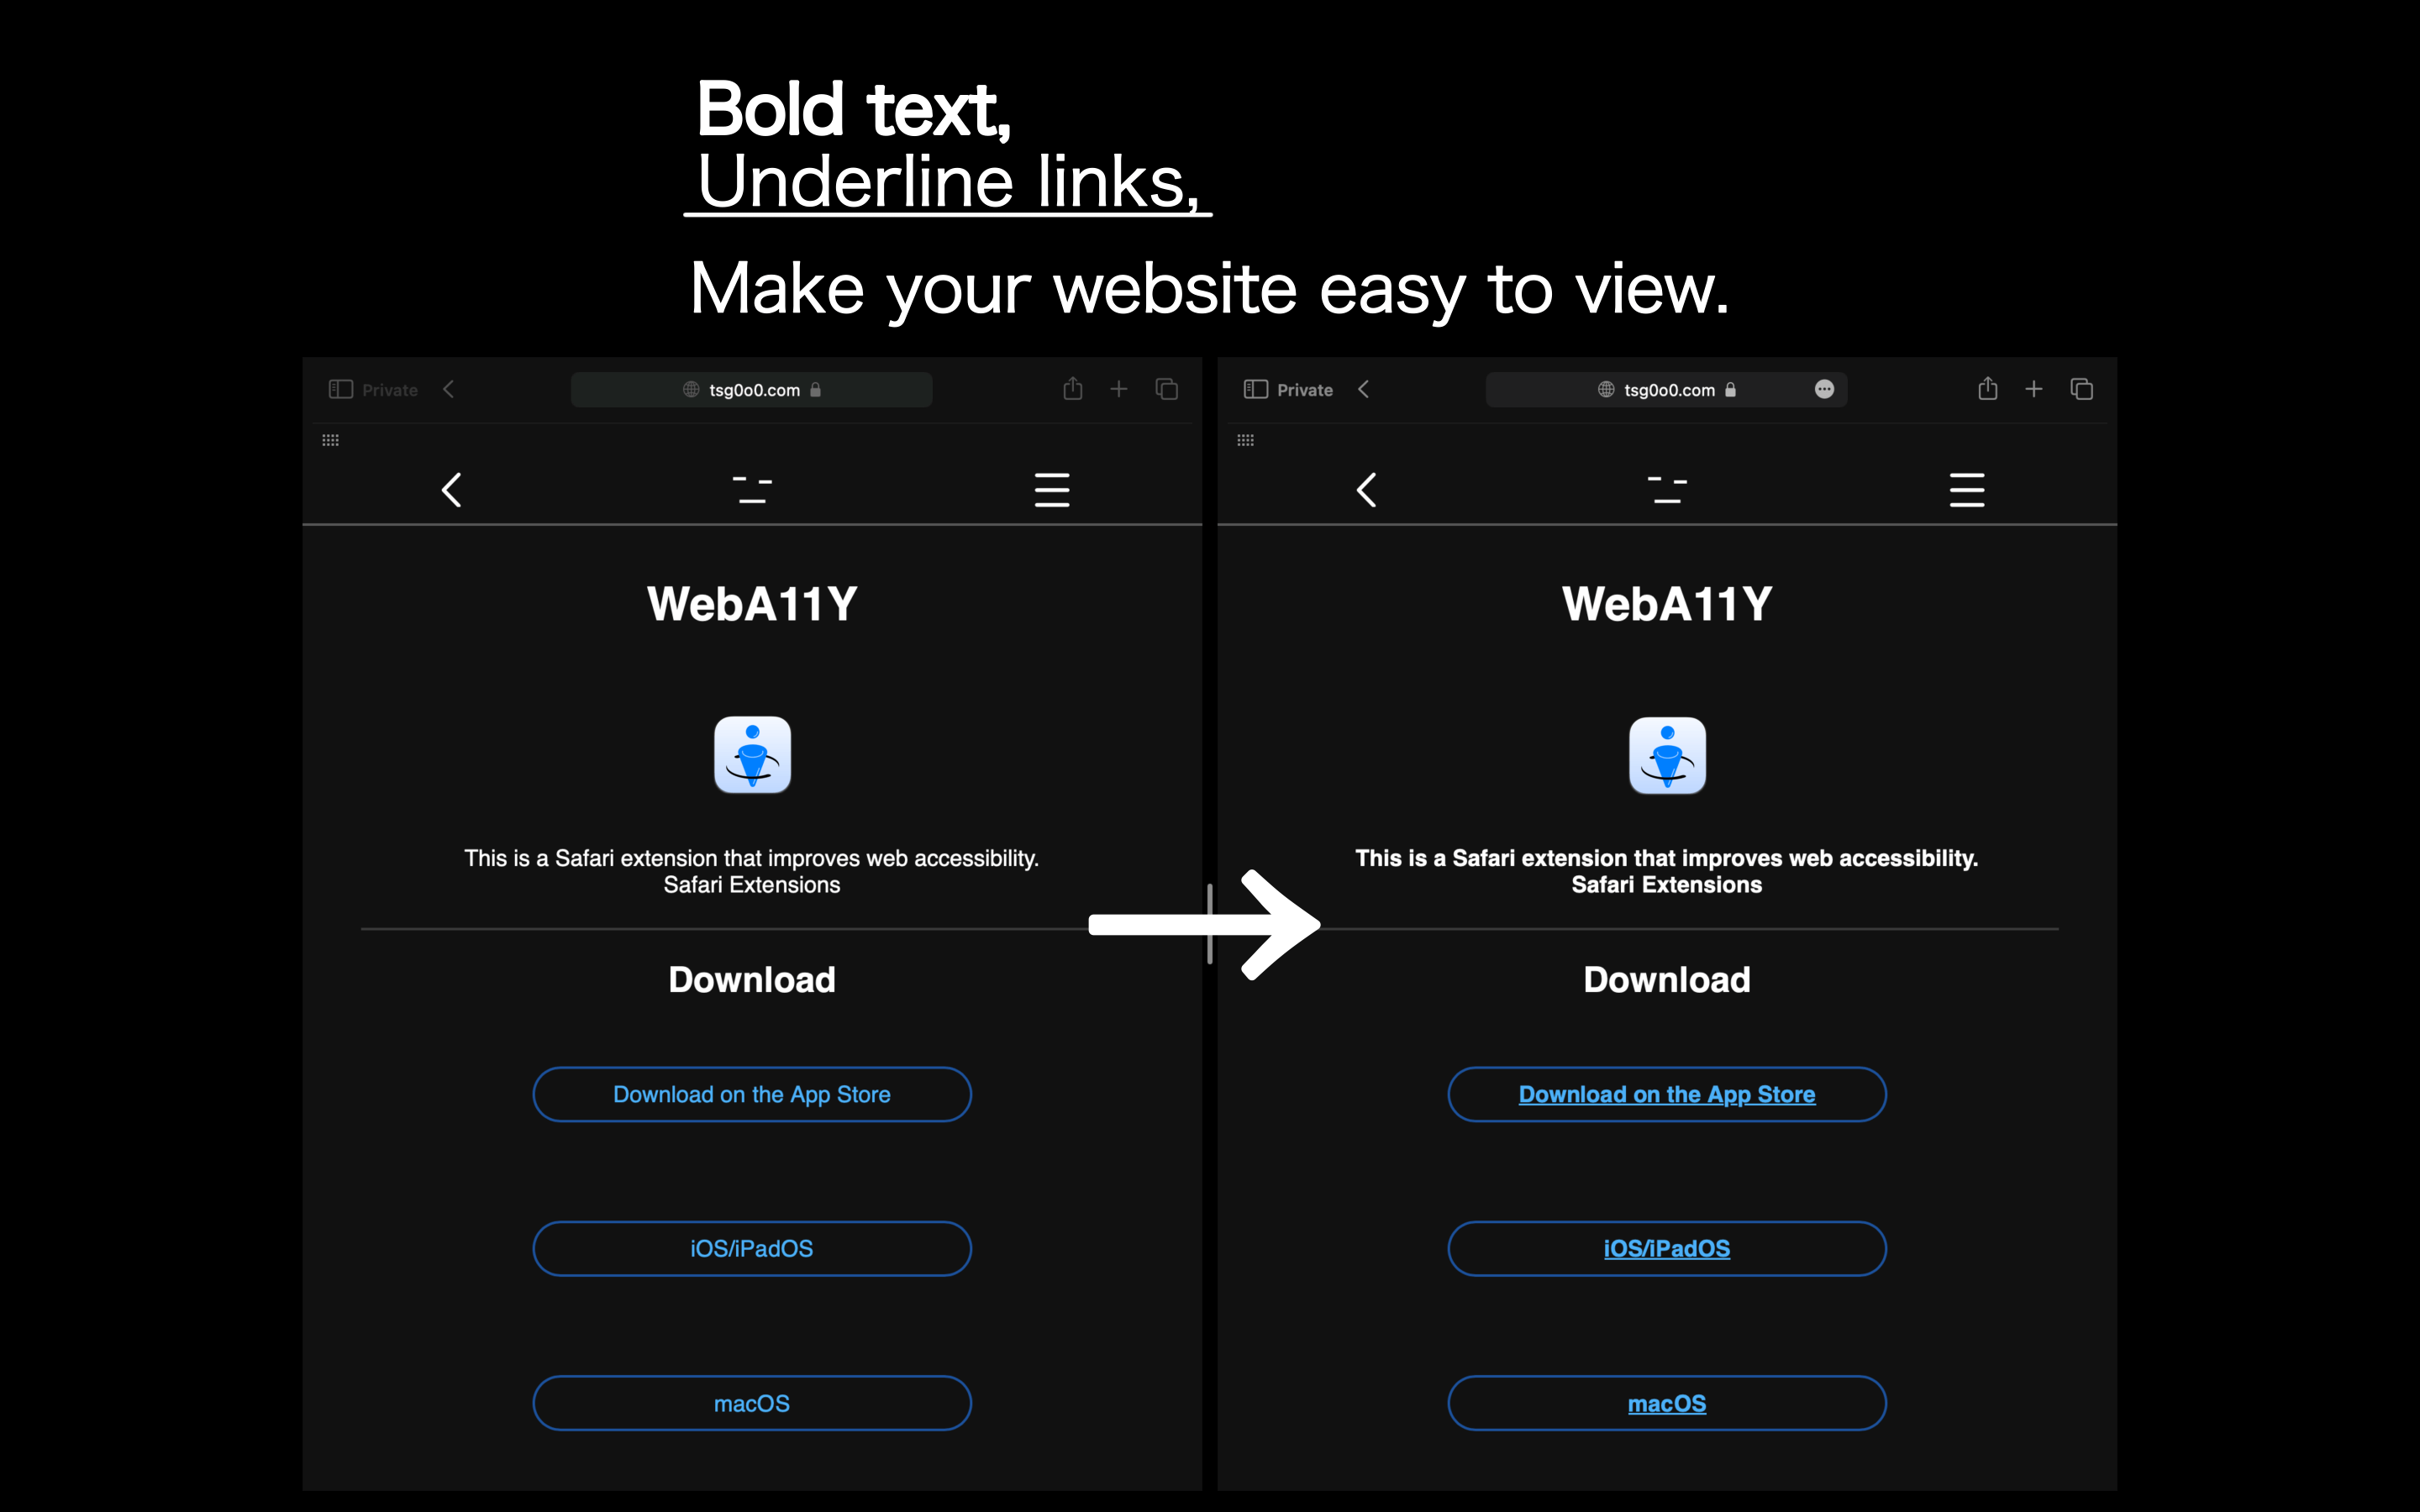 Bold text,
Underline links,
Make your website easy to view.
Private
tsg0o0.com
WebA11Y
This is a Safari extension that improves web accessibility.
Safari Extensions
Download
Download on the App Store
iOS/iPadOS
macOS
Private
tsg0o0.com
WebA11Y
This is a Safari extension that improves web accessibility.
Safari Extensions
Download
Download on the App Store
iOS/iPadOS
macOS